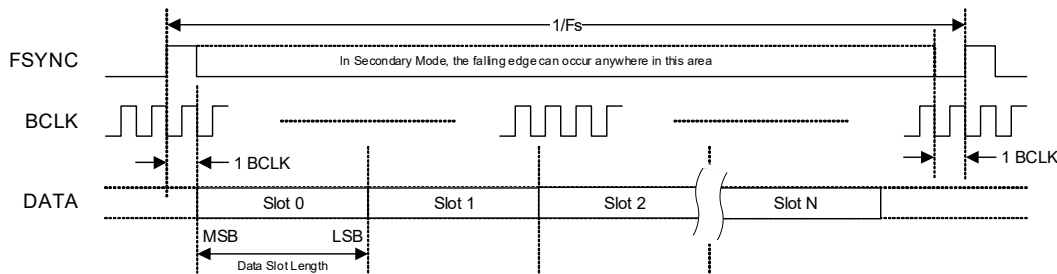 1/Fs
FSYNC
In Secondary Mode, the falling edge can occur anywhere in this area
BCLK
1 BCLK
1 BCLK
DATA
Slot 0
Slot 1
Slot 2
Slot N
MSB
LSB
Data Slot Length